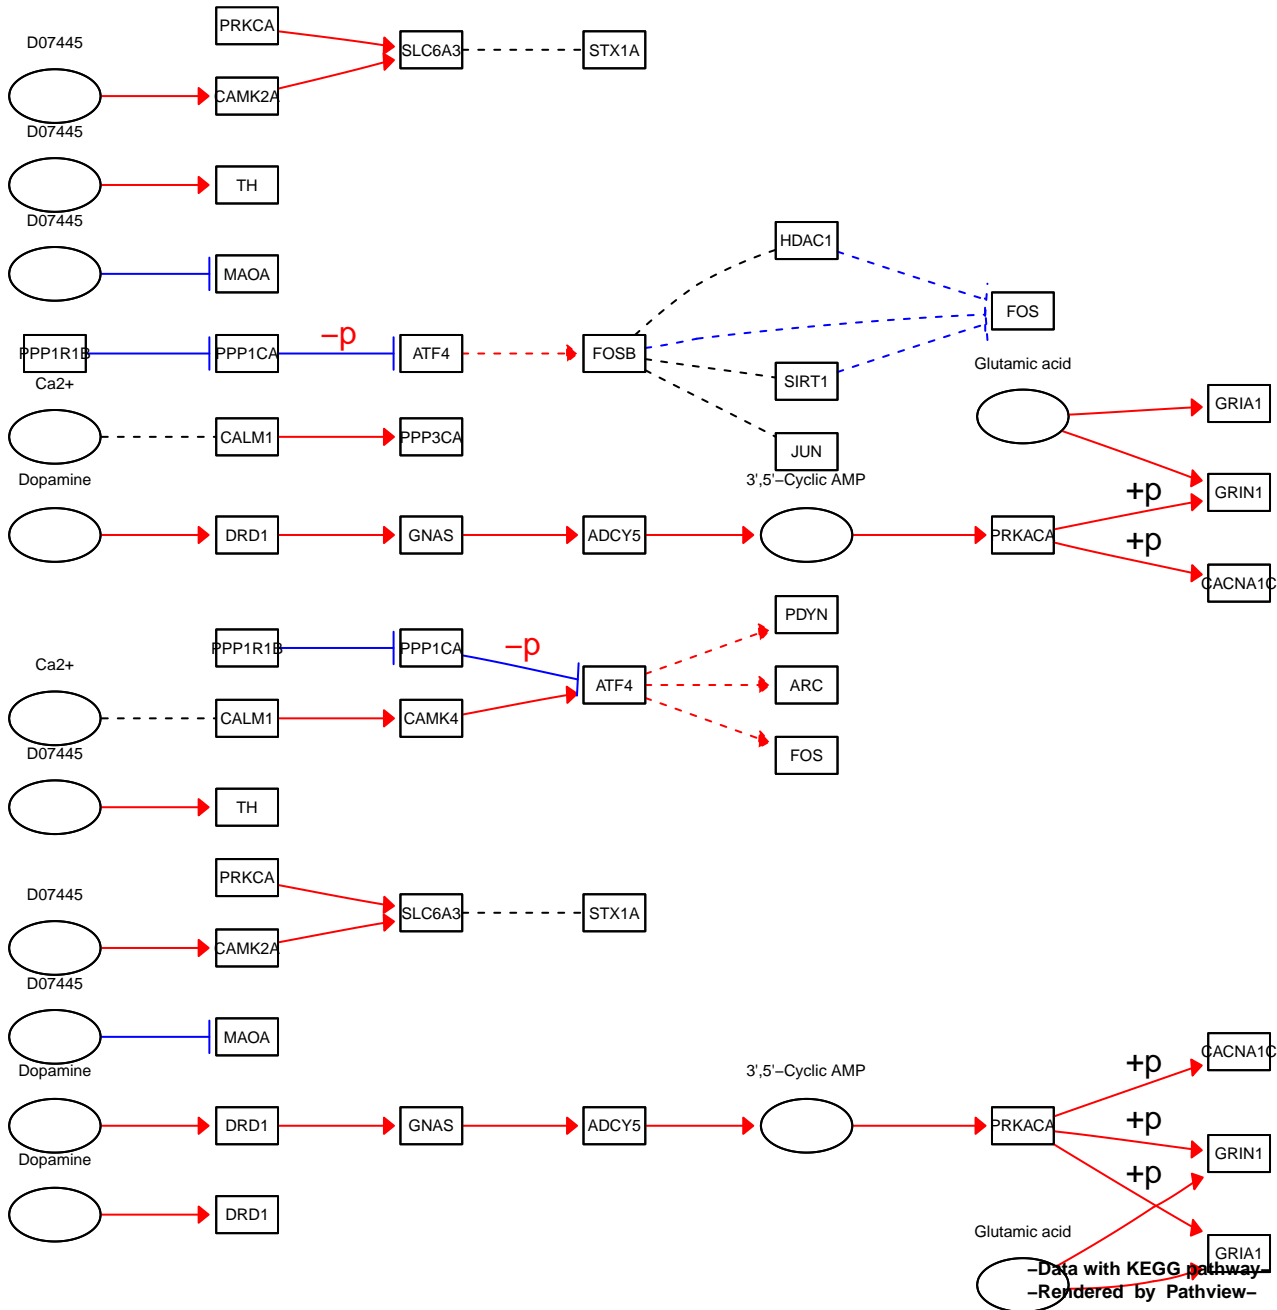 PRKCA
D07445
SLC6A3
STX1A
CAMK2A
D07445
TH
D07445
MAOA
HDAC1
FOS
PPP1R1B
PPP1CA
–p
ATF4
FOSB
SIRT1
Glutamic acid
Ca2+
GRIA1
CALM1
PPP3CA
JUN
Dopamine
3',5'–Cyclic AMP
GRIN1
+p
DRD1
GNAS
ADCY5
PRKACA
+p
CACNA1C
PDYN
PPP1R1B
PPP1CA
–p
Ca2+
ATF4
ARC
CALM1
CAMK4
FOS
D07445
TH
PRKCA
D07445
SLC6A3
STX1A
CAMK2A
D07445
MAOA
CACNA1C
Dopamine
3',5'–Cyclic AMP
+p
DRD1
GNAS
ADCY5
PRKACA
+p
GRIN1
Dopamine
+p
DRD1
Glutamic acid
GRIA1
–Data with KEGG pathway–
–Rendered by Pathview–